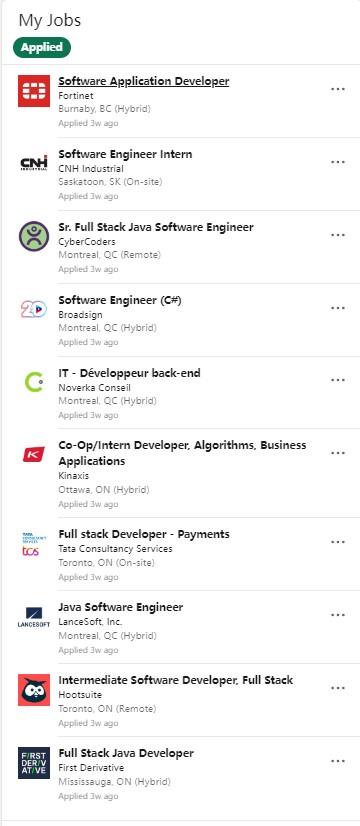 My Jobs
Applied
Software Application Developer
Fortinet
Burnaby, BC (Hybrid)
Applied 3w ago
CNH
INDUSTRIAL
Software Engineer Intern
CNH Industrial
Saskatoon, SK (On-site)
Applied 3w ago
Sr. Full Stack Java Software Engineer
CyberCoders
Montreal, QC (Remote)
Applied 3w ago
20
Software Engineer (C#)
Broadsign
Montreal, QC (Hybrid)
Applied 3w ago
IT - Développeur back-end
Noverka Conseil
Montreal, QC (Hybrid)
Applied 3w ago
K
Co-Op/Intern Developer, Algorithms, Business
Applications
Kinaxis
Ottawa, ON (Hybrid)
Applied 3w ago
TATA
CONSULTANCY
SERVICES
tcs
Full stack Developer - Payments
Tata Consultancy Services
Toronto, ON (On-site)
Applied 3w ago
LANCESOFT
Java Software Engineer
LanceSoft, Inc.
Montreal, QC (Hybrid)
Applied 3w ago
Intermediate Software Developer, Full Stack
Hootsuite
Toronto, ON (Remote)
Applied 3w ago
F/RST
DER/V
AT/VE
Full Stack Java Developer
First Derivative
Mississauga, ON (Hybrid)
Applied 3w ago